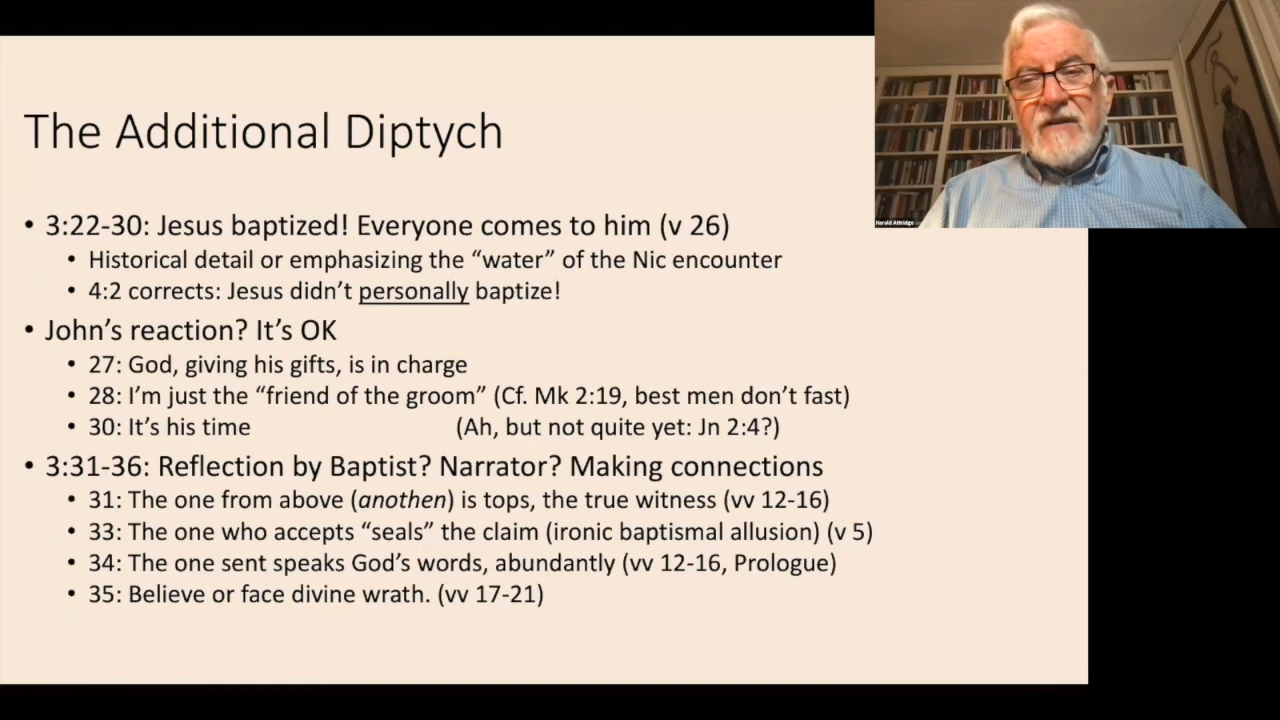 The Additional Diptych
• 3:22-30: Jesus baptized! Everyone comes to him (v 26)
• Historical detail or emphasizing the “water” of the Nic encounter
• 4:2 corrects: Jesus didn’t personally baptize!
• John’s reaction? It’s OK
• 27: God, giving his gifts, is in charge
• 28: I’m just the “friend of the groom” (Cf. Mk 2:19, best men don’t fast)
• 30: It’s his time (Ah, but not quite yet: Jn 2:4?)
• 3:31-36: Reflection by Baptist? Narrator? Making connections
• 31: The one from above (anothen) is tops, the true witness (vv 12-16)
• 33: The one who accepts “seals” the claim (ironic baptismal allusion) (v 5)
• 34: The one sent speaks God’s words, abundantly (vv 12-16, Prologue)
• 35: Believe or face divine wrath. (vv 17-21)
Harold Attridge